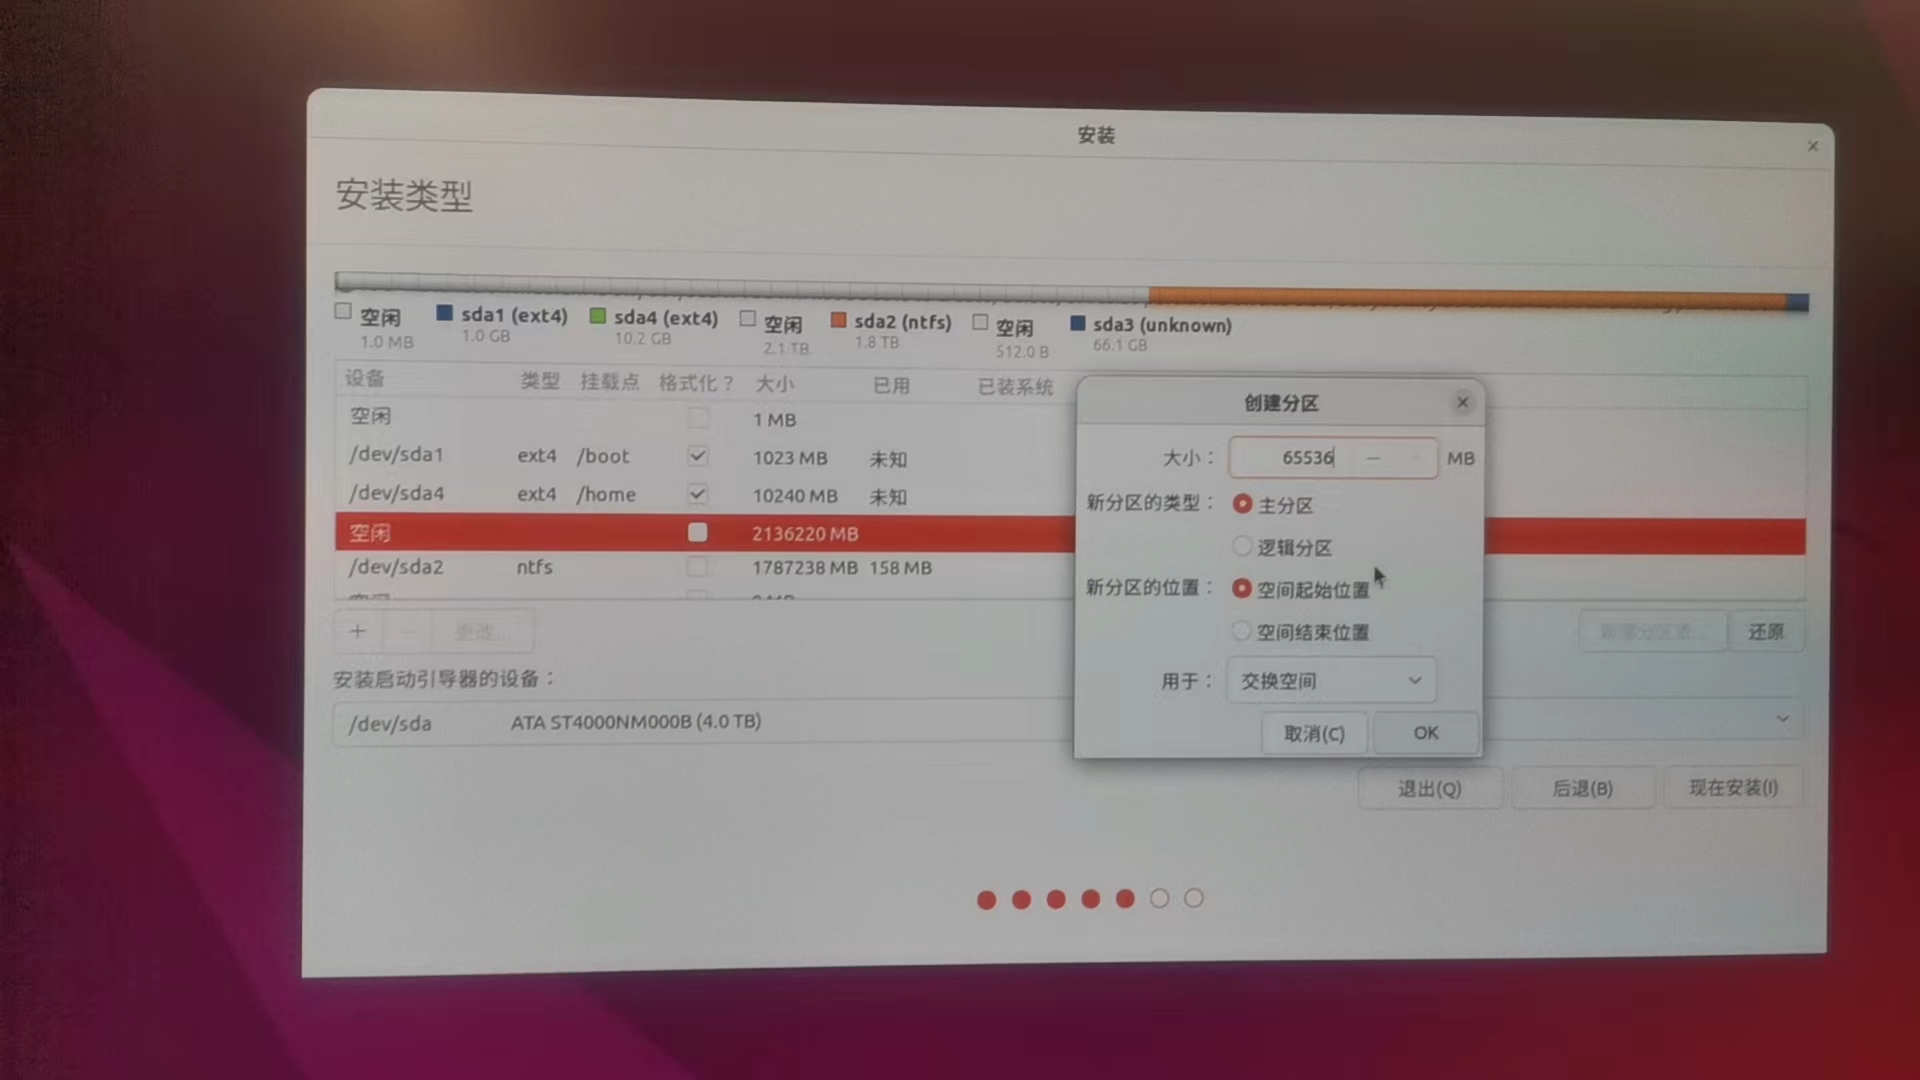 安装
安装类型
空闲 sda1 (ext4) sda4 (ext4) 空闲 sda2 (ntfs) 空闲 sda3 (unknown)
1.0 MB 1.0 GB 10.2 GB 2.1 TB 1.8 TB 512.0 B 66.1 GB
设备 类型 挂载点 格式化? 大小 已用 已装系统
空闲 1 MB
/dev/sda1 ext4 /boot 1023 MB 未知
/dev/sda4 ext4 /home 10240 MB 未知
空闲 2136220 MB
/dev/sda2 ntfs 1787238 MB 158 MB
+ − 更改...
还原
安装启动引导器的设备:
/dev/sda ATA ST4000NM000B (4.0 TB)
创建分区
大小: 65536 − MB
新分区的类型: 主分区
逻辑分区
新分区的位置: 空间起始位置
空间结束位置
用于: 交换空间
取消(C) OK
退出(Q) 后退(B) 现在安装(I)